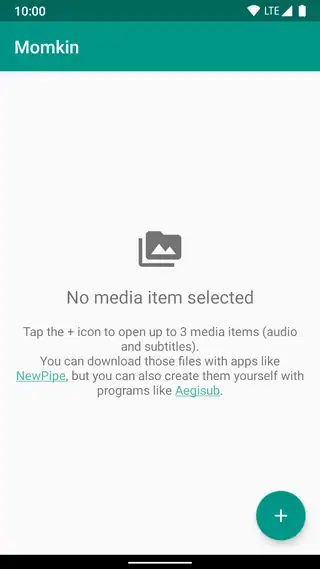 10:00
LTE
Momkin
No media item selected
Tap the + icon to open up to 3 media items (audio
and subtitles).
You can download those files with apps like
NewPipe, but you can also create them yourself with
programs like Aegisub.
+